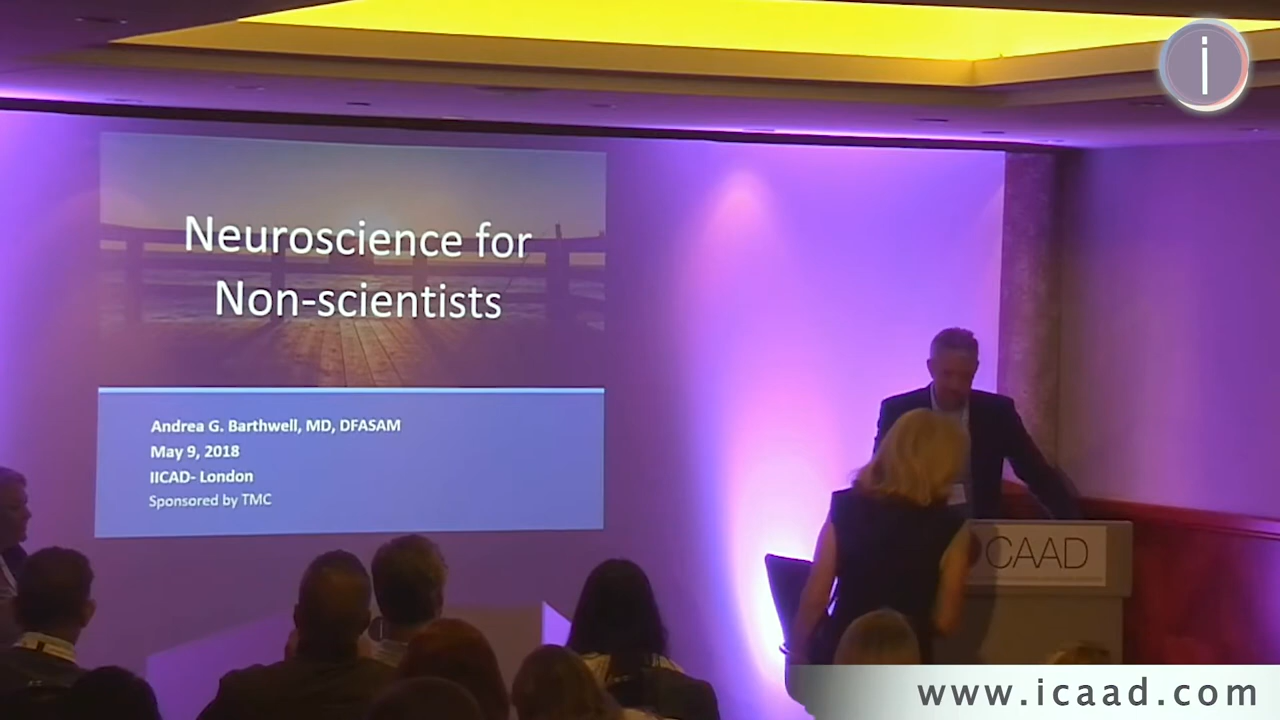 i
Neuroscience for
Non-scientists
Andrea G. Barthwell, MD, DFASAM
May 9, 2018
IICAD- London
Sponsored by TMC
CAAD
www.icaad.com